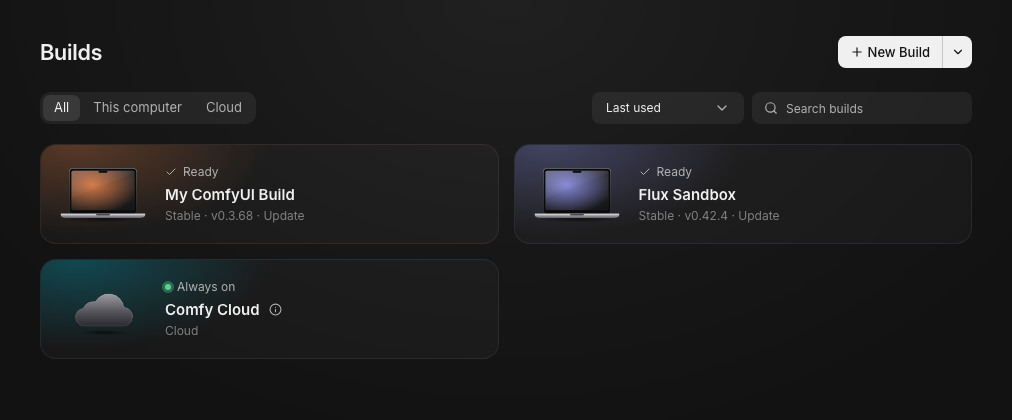 Builds
New Build
All
This computer
Cloud
Last used
Search builds
Ready
My ComfyUI Build
Stable · v0.3.68 · Update
Ready
Flux Sandbox
Stable · v0.42.4 · Update
Always on
Comfy Cloud
Cloud